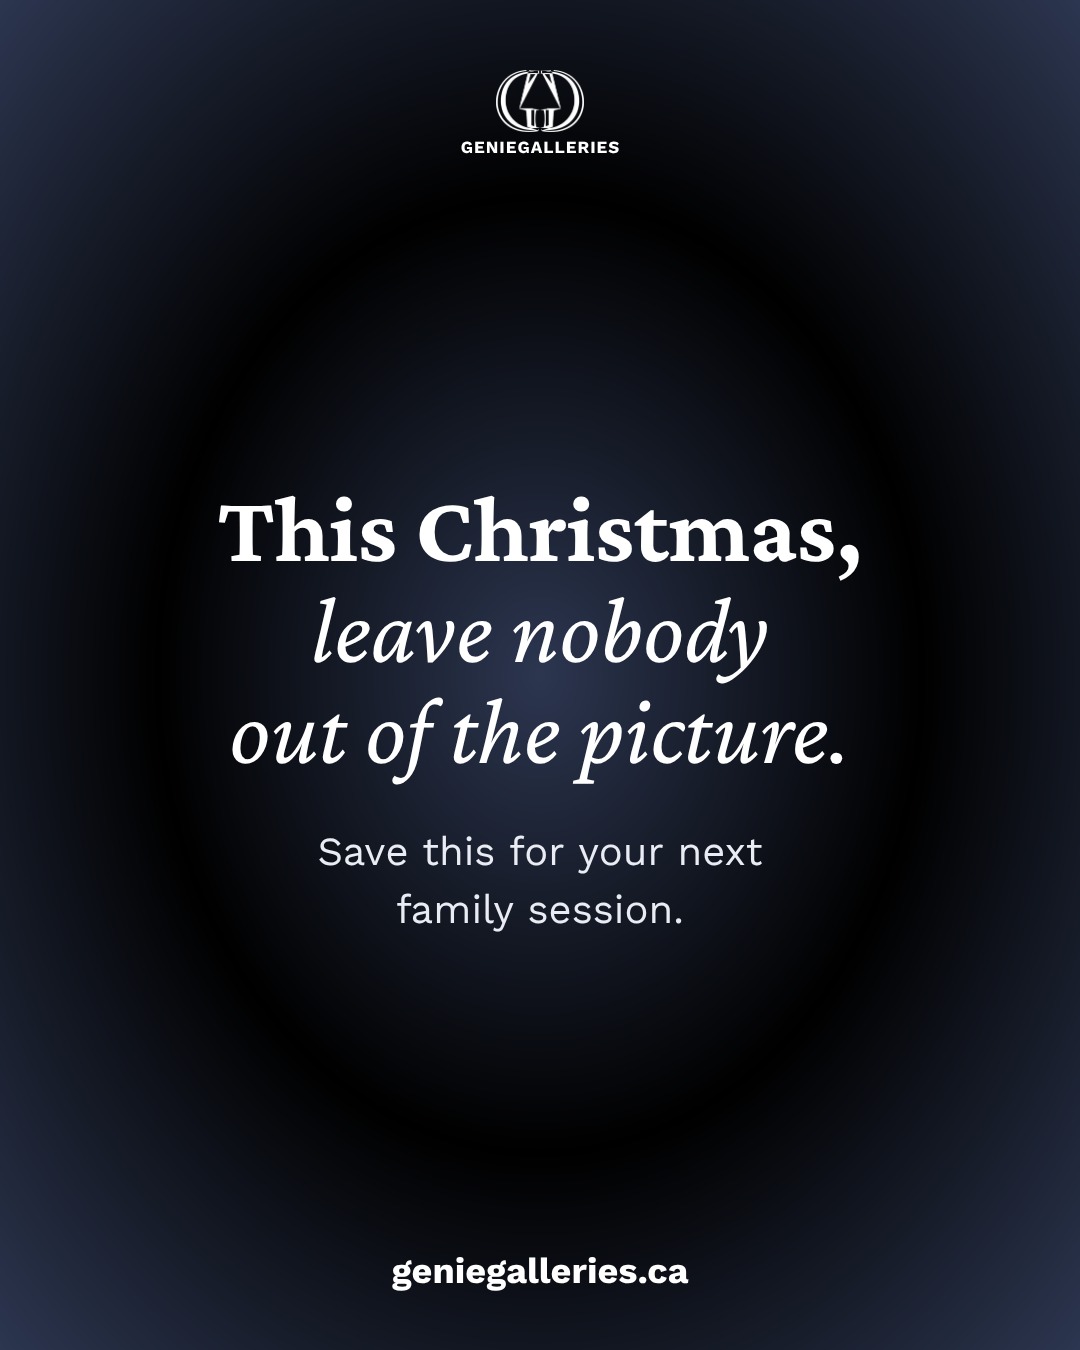 GENIEGALLERIES
This Christmas,
leave nobody
out of the picture.
Save this for your next
family session.
geniegalleries.ca